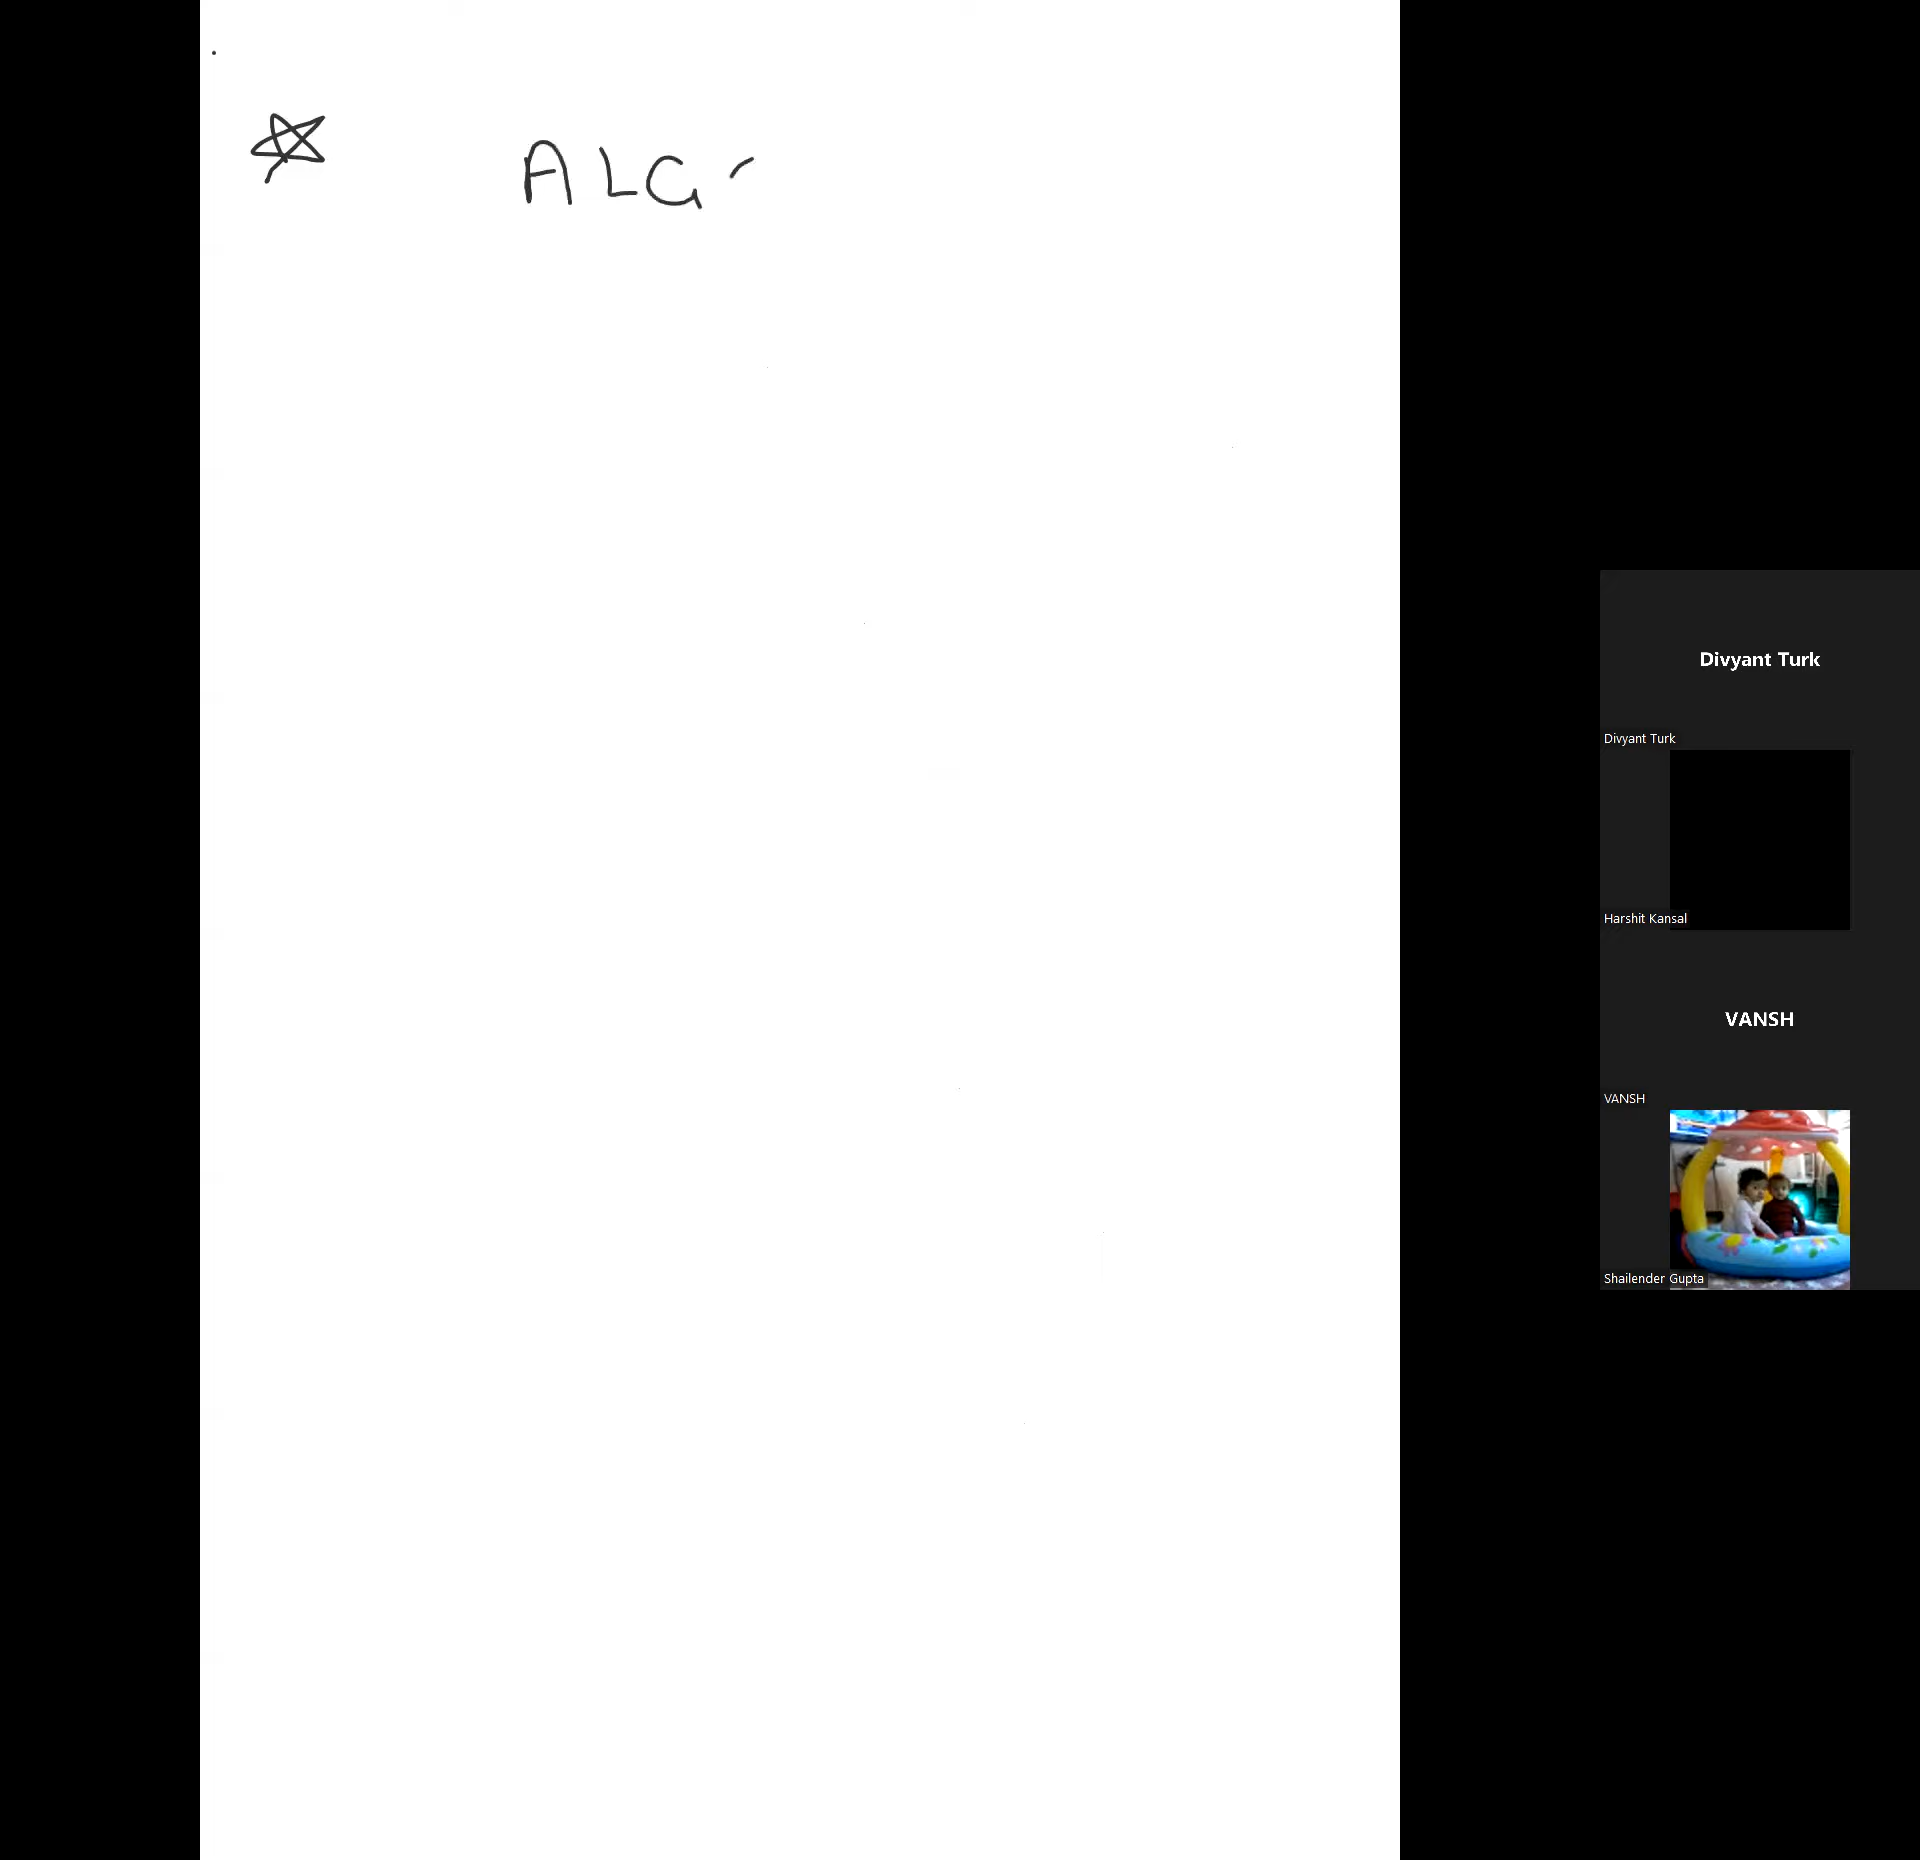 ALG
Divyant Turk
Divyant Turk
Harshit Kansal
VANSH
VANSH
Shailender Gupta